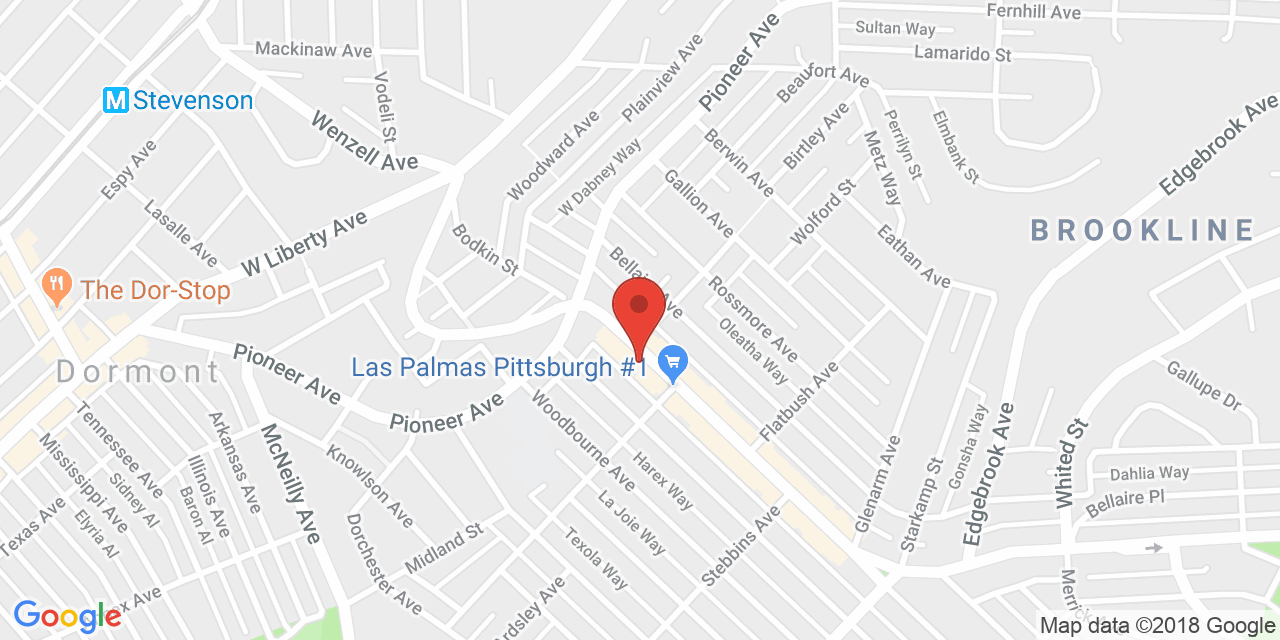 Fernhill Ave
Sultan Way
Lamarido St
Mackinaw Ave
Pioneer Ave
Plainview Ave
Beaufort Ave
Vodeli St
M Stevenson
Wenzell Ave
Woodward Ave
Birtley Ave
Perrilyn St
Elmbank St
Edgebrook Ave
Espy Ave
W Dabney Way
Berwin Ave
Metz Way
Gallion Ave
Wolford St
Lasalle Ave
W Liberty Ave
Bodkin St
Eathan Ave
BROOKLINE
The Dor-Stop
Ave
Rossmore Ave
Oleatha Way
Dormont
Pioneer Ave
Las Palmas Pittsburgh #1
Gallupe Dr
Pioneer Ave
Flatbush Ave
Woodbourne Ave
Tennessee Ave
Arkansas Ave
McNeilly Ave
Knowlson Ave
Harex Way
Gonsha Way
Edgebrook Ave
Whited St
Mississippi Ave
Sidney Al
Illinois Ave
Baron Al
Glenarm Ave
Starkamp St
Dahlia Way
Bellaire Pl
La Joie Way
Texas Ave
Elyria Al
Dorchester Ave
Midland St
Texola Way
Stebbins Ave
Ardsley Ave
Merrick
Google
Map data ©2018 Google